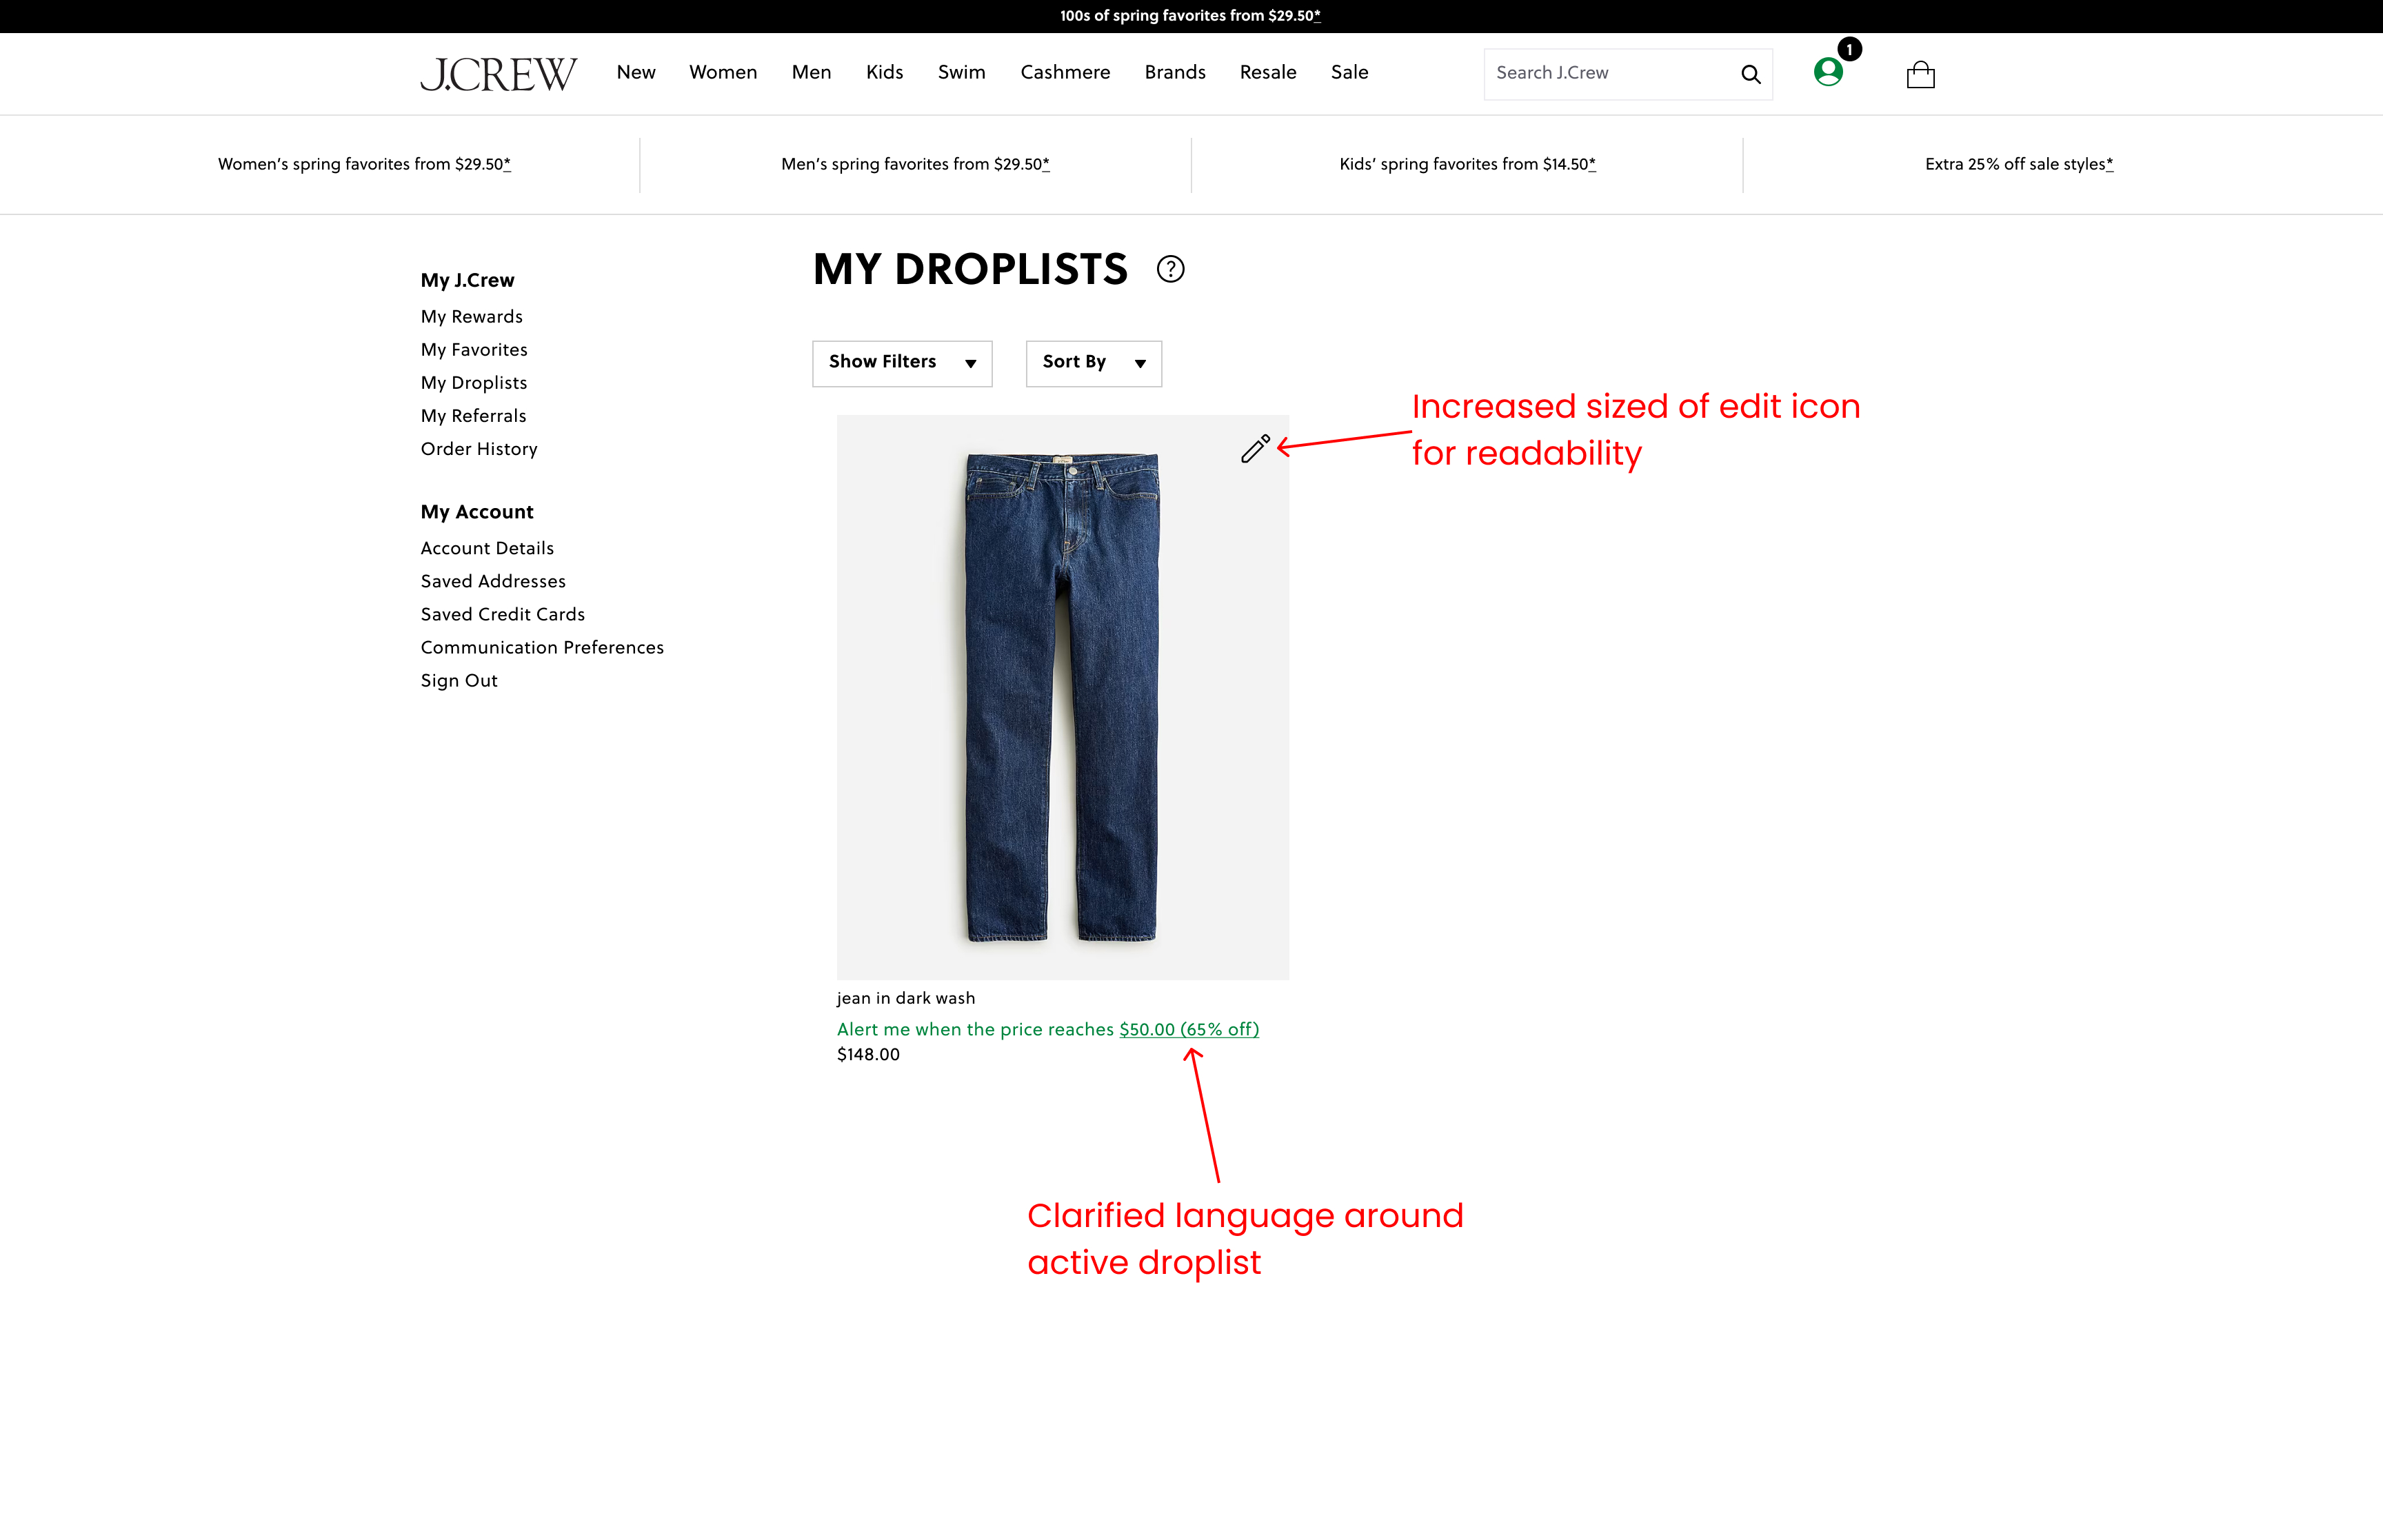 100s of spring favorites from $29.50*
J.CREW New Women Men Kids Swim Cashmere Brands Resale Sale Search J.Crew 1
Women's spring favorites from $29.50* Men's spring favorites from $29.50* Kids' spring favorites from $14.50* Extra 25% off sale styles*
MY DROPLISTS ?
My J.Crew
My Rewards
My Favorites
My Droplists
My Referrals
Order History
My Account
Account Details
Saved Addresses
Saved Credit Cards
Communication Preferences
Sign Out
Show Filters Sort By
Increased sized of edit icon
for readability
jean in dark wash
Alert me when the price reaches $50.00 (65% off)
$148.00
Clarified language around
active droplist